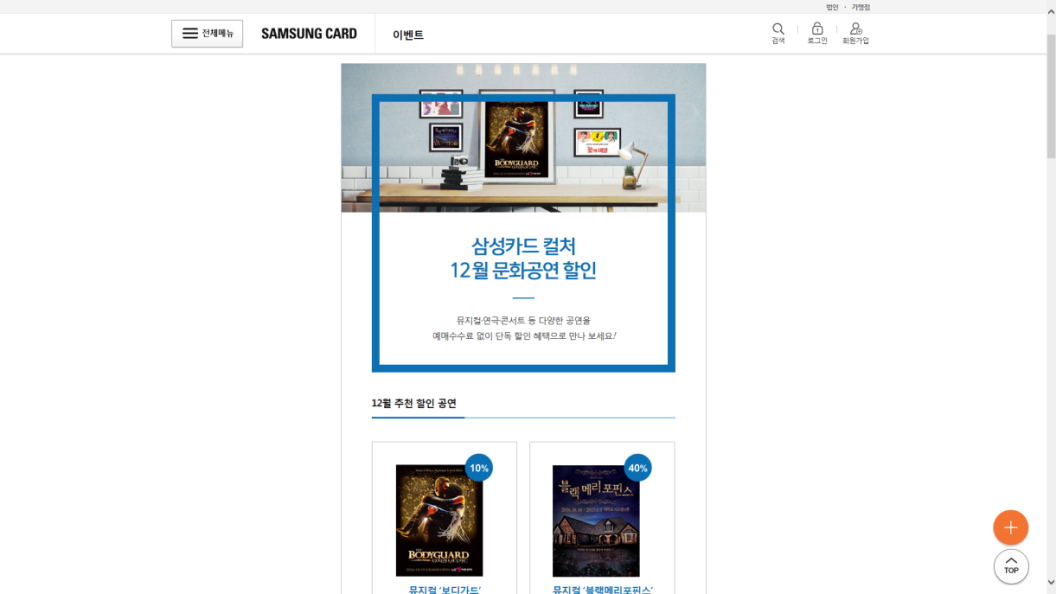 법인 · 가맹점
전체메뉴
SAMSUNG CARD
이벤트
검색
로그인
회원가입
BODYGUARD
삼성카드 컬처
12월 문화공연 할인
뮤지컬·연극·콘서트 등 다양한 공연을
예매수수료 없이 단독 할인 혜택으로 만나 보세요!
12월 추천 할인 공연
10%
40%
BODYGUARD
블랙메리포핀스
뮤지컬 '보디가드'
뮤지컬 '블랙메리포핀스'
TOP